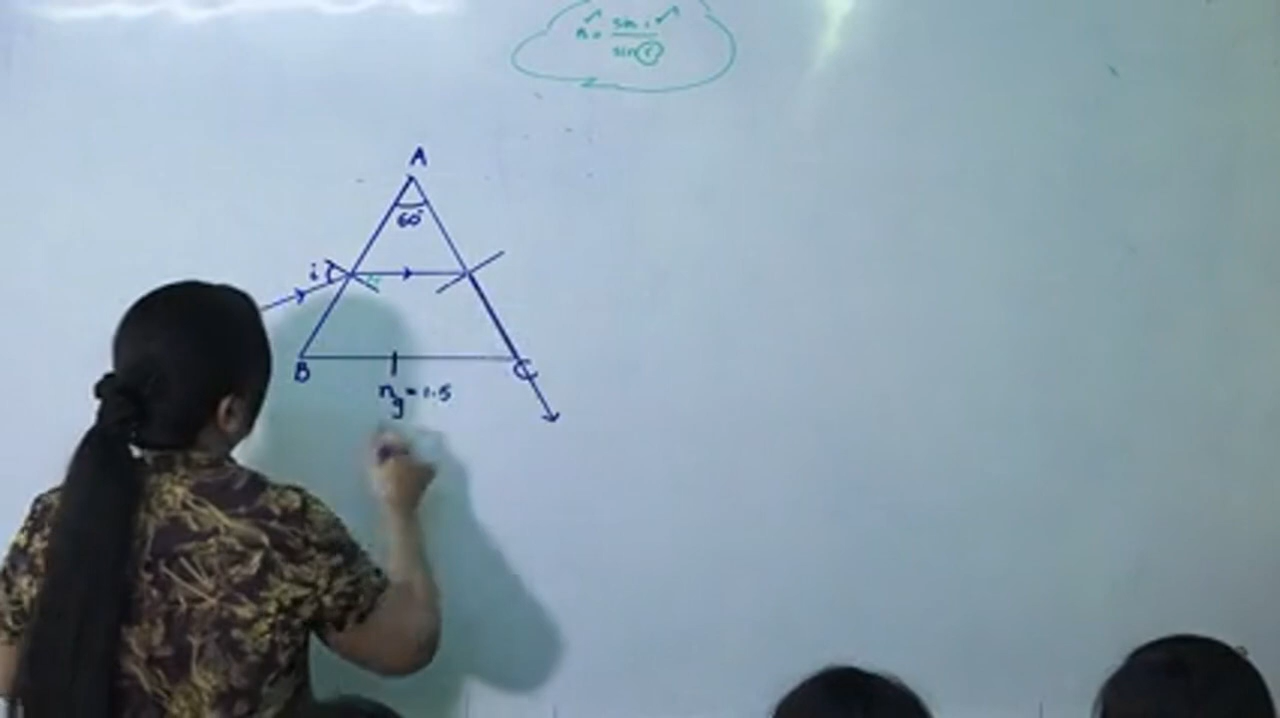 n = sin i
sin r
A
60°
i
r
B
C
n_g = 1.5